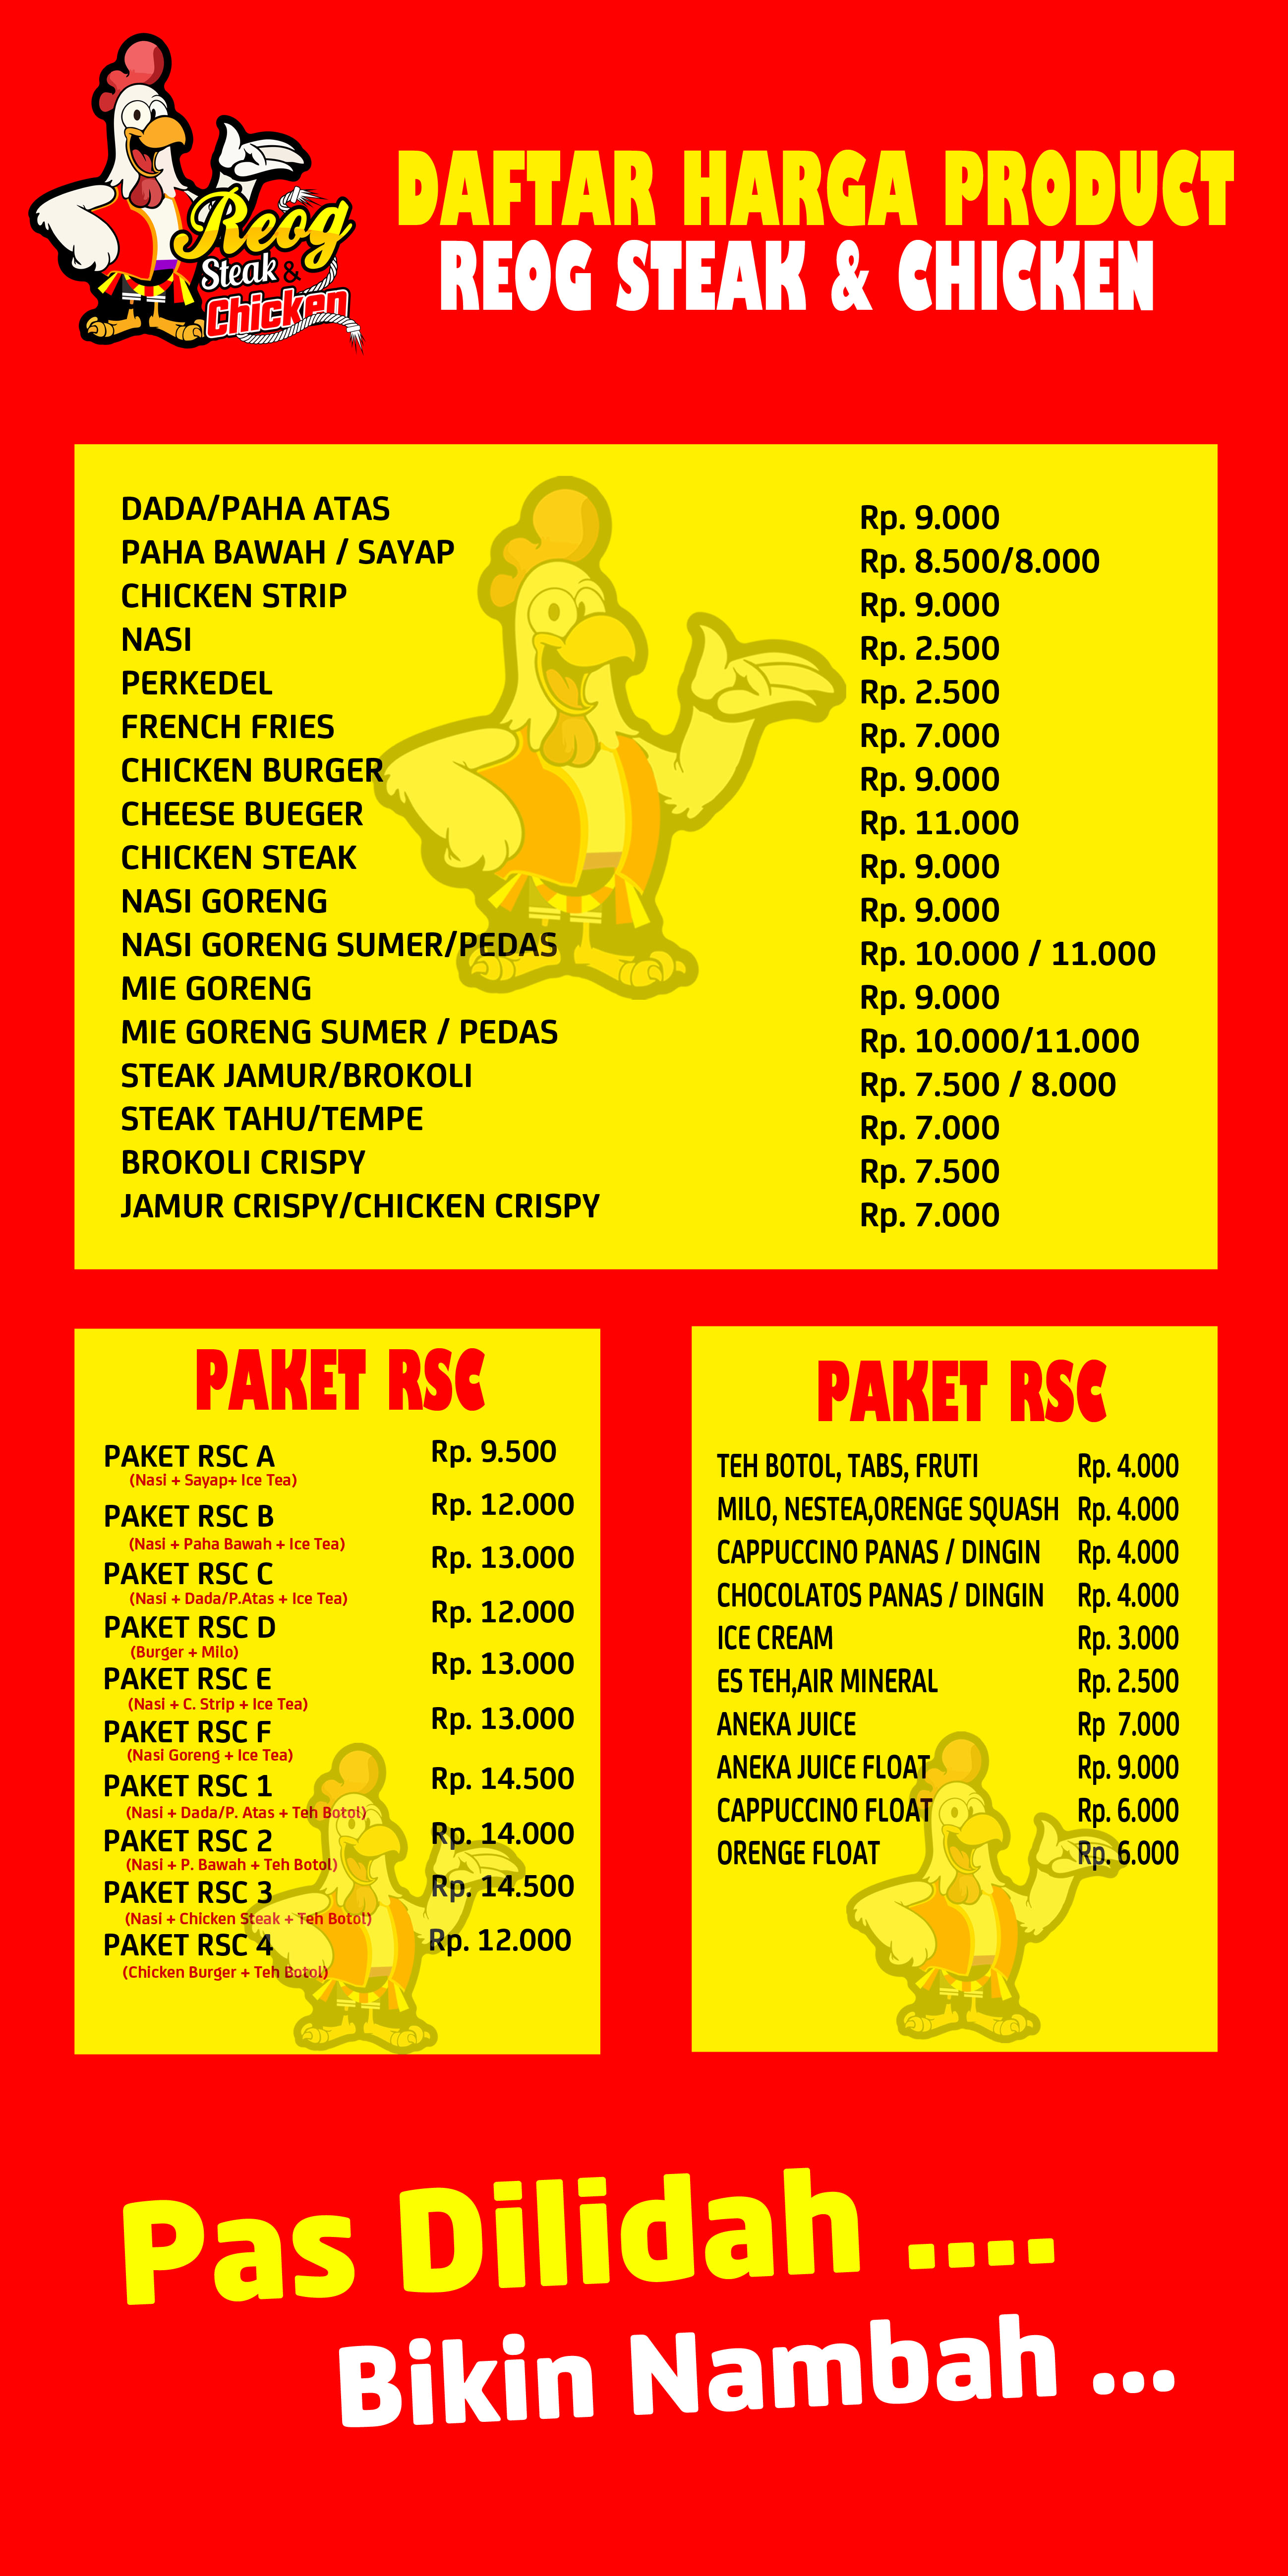 Reog
Steak &
Chicken
DAFTAR HARGA PRODUCT
REOG STEAK & CHICKEN
DADA/PAHA ATAS Rp. 9.000
PAHA BAWAH / SAYAP Rp. 8.500/8.000
CHICKEN STRIP Rp. 9.000
NASI Rp. 2.500
PERKEDEL Rp. 2.500
FRENCH FRIES Rp. 7.000
CHICKEN BURGER Rp. 9.000
CHEESE BUEGER Rp. 11.000
CHICKEN STEAK Rp. 9.000
NASI GORENG Rp. 9.000
NASI GORENG SUMER/PEDAS Rp. 10.000 / 11.000
MIE GORENG Rp. 9.000
MIE GORENG SUMER / PEDAS Rp. 10.000/11.000
STEAK JAMUR/BROKOLI Rp. 7.500 / 8.000
STEAK TAHU/TEMPE Rp. 7.000
BROKOLI CRISPY Rp. 7.500
JAMUR CRISPY/CHICKEN CRISPY Rp. 7.000
PAKET RSC
PAKET RSC A Rp. 9.500
(Nasi + Sayap+ Ice Tea)
PAKET RSC B Rp. 12.000
(Nasi + Paha Bawah + Ice Tea)
PAKET RSC C Rp. 13.000
(Nasi + Dada/P.Atas + Ice Tea)
PAKET RSC D Rp. 12.000
(Burger + Milo)
PAKET RSC E Rp. 13.000
(Nasi + C. Strip + Ice Tea)
PAKET RSC F Rp. 13.000
(Nasi Goreng + Ice Tea)
PAKET RSC 1 Rp. 14.500
(Nasi + Dada/P. Atas + Teh Botol)
PAKET RSC 2 Rp. 14.000
(Nasi + P. Bawah + Teh Botol)
PAKET RSC 3 Rp. 14.500
(Nasi + Chicken Steak + Teh Botol)
PAKET RSC 4 Rp. 12.000
(Chicken Burger + Teh Botol)
PAKET RSC
TEH BOTOL, TABS, FRUTI Rp. 4.000
MILO, NESTEA,ORENGE SQUASH Rp. 4.000
CAPPUCCINO PANAS / DINGIN Rp. 4.000
CHOCOLATOS PANAS / DINGIN Rp. 4.000
ICE CREAM Rp. 3.000
ES TEH,AIR MINERAL Rp. 2.500
ANEKA JUICE Rp 7.000
ANEKA JUICE FLOAT Rp. 9.000
CAPPUCCINO FLOAT Rp. 6.000
ORENGE FLOAT Rp. 6.000
Pas Dilidah ....
Bikin Nambah ...